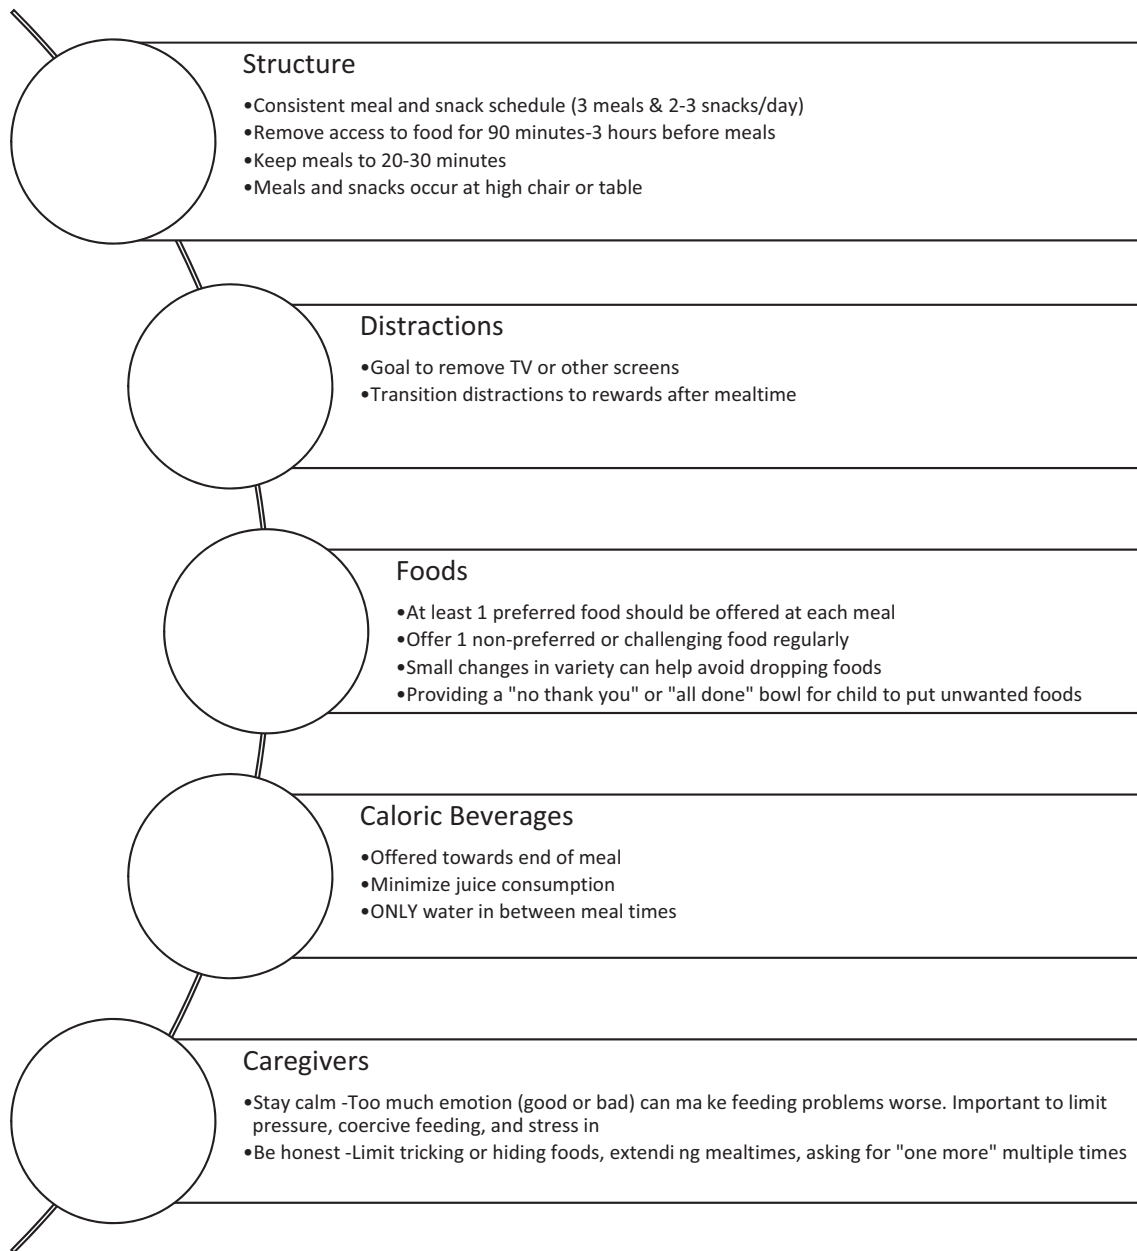 Structure
•Consistent meal and snack schedule (3 meals & 2-3 snacks/day)
•Remove access to food for 90 minutes-3 hours before meals
•Keep meals to 20-30 minutes
•Meals and snacks occur at high chair or table
Distractions
•Goal to remove TV or other screens
•Transition distractions to rewards after mealtime
Foods
•At least 1 preferred food should be offered at each meal
•Offer 1 non-preferred or challenging food regularly
•Small changes in variety can help avoid dropping foods
•Providing a "no thank you" or "all done" bowl for child to put unwanted foods
Caloric Beverages
•Offered towards end of meal
•Minimize juice consumption
•ONLY water in between meal times
Caregivers
•Stay calm -Too much emotion (good or bad) can ma ke feeding problems worse. Important to limit
pressure, coercive feeding, and stress in
•Be honest -Limit tricking or hiding foods, extendi ng mealtimes, asking for "one more" multiple times